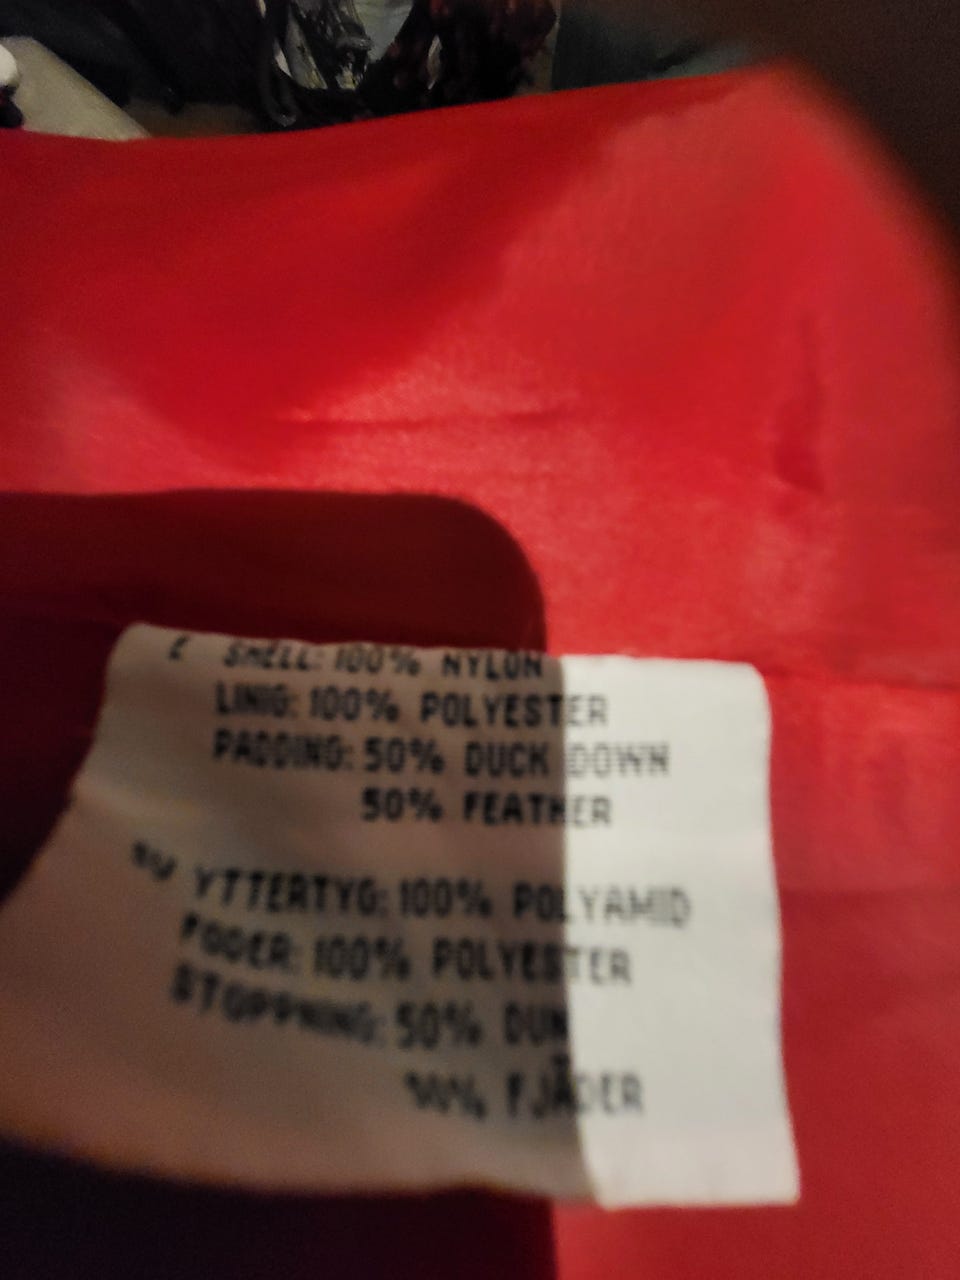 SHELL: 100% NYLON
LINIG: 100% POLYESTER
PADDING: 50% DUCK DOWN
50% FEATHER
YTTERTYG: 100% POLYAMID
FODER: 100% POLYESTER
STOPPNING: 50% DUN
50% FJÄDER